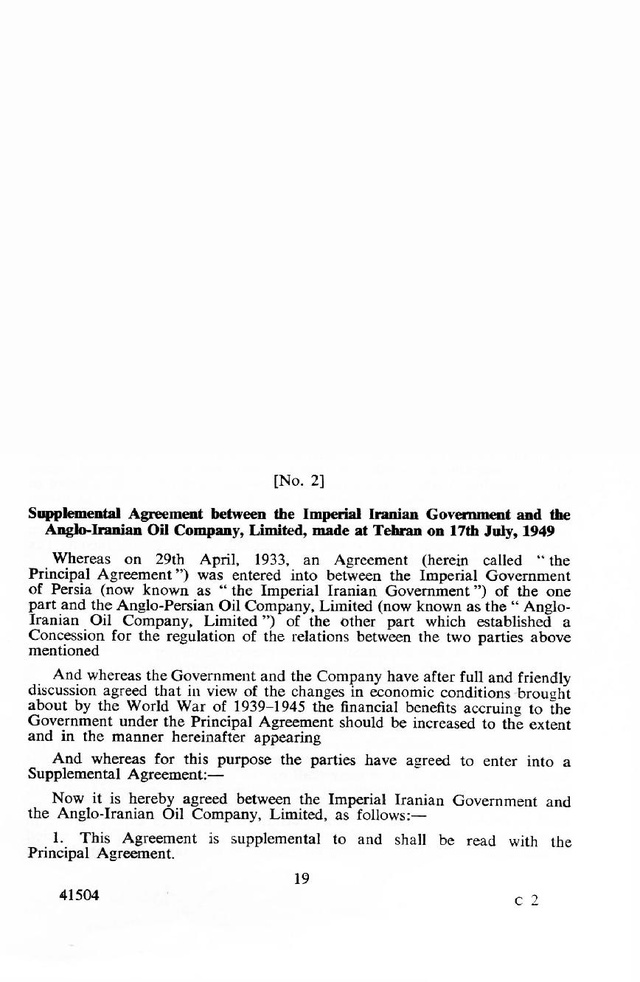 [No. 2]
Supplemental Agreement between the Imperial Iranian Government and the
Anglo-Iranian Oil Company, Limited, made at Tehran on 17th July, 1949
Whereas on 29th April, 1933, an Agreement (herein called “ the
Principal Agreement ”) was entered into between the Imperial Government
of Persia (now known as “ the Imperial Iranian Government ”) of the one
part and the Anglo-Persian Oil Company, Limited (now known as the “ Anglo-
Iranian Oil Company, Limited ”) of the other part which established a
Concession for the regulation of the relations between the two parties above
mentioned
And whereas the Government and the Company have after full and friendly
discussion agreed that in view of the changes in economic conditions brought
about by the World War of 1939–1945 the financial benefits accruing to the
Government under the Principal Agreement should be increased to the extent
and in the manner hereinafter appearing
And whereas for this purpose the parties have agreed to enter into a
Supplemental Agreement:—
Now it is hereby agreed between the Imperial Iranian Government and
the Anglo-Iranian Oil Company, Limited, as follows:—
1. This Agreement is supplemental to and shall be read with the
Principal Agreement.
19
41504
C 2